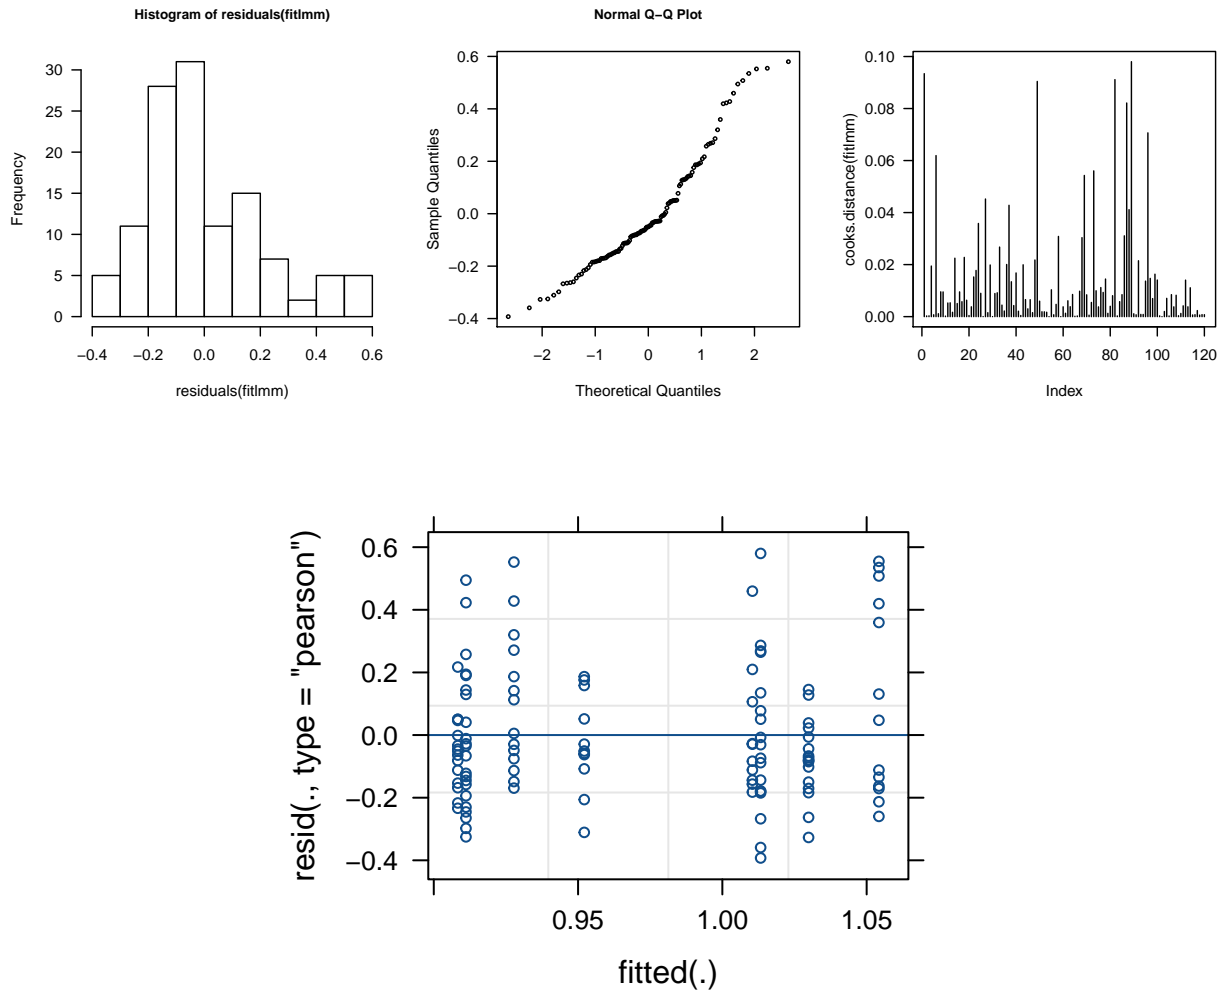 Histogram of residuals(fitlmm)
Frequency
30
25
20
15
10
5
0
−0.4 −0.2 0.0 0.2 0.4 0.6
residuals(fitlmm)
Normal Q−Q Plot
Sample Quantiles
0.6
0.4
0.2
0.0
−0.2
−0.4
−2 −1 0 1 2
Theoretical Quantiles
cooks.distance(fitlmm)
0.10
0.08
0.06
0.04
0.02
0.00
0 20 40 60 80 100 120
Index
resid(., type = "pearson")
0.6
0.4
0.2
0.0
−0.2
−0.4
0.95 1.00 1.05
fitted(.)